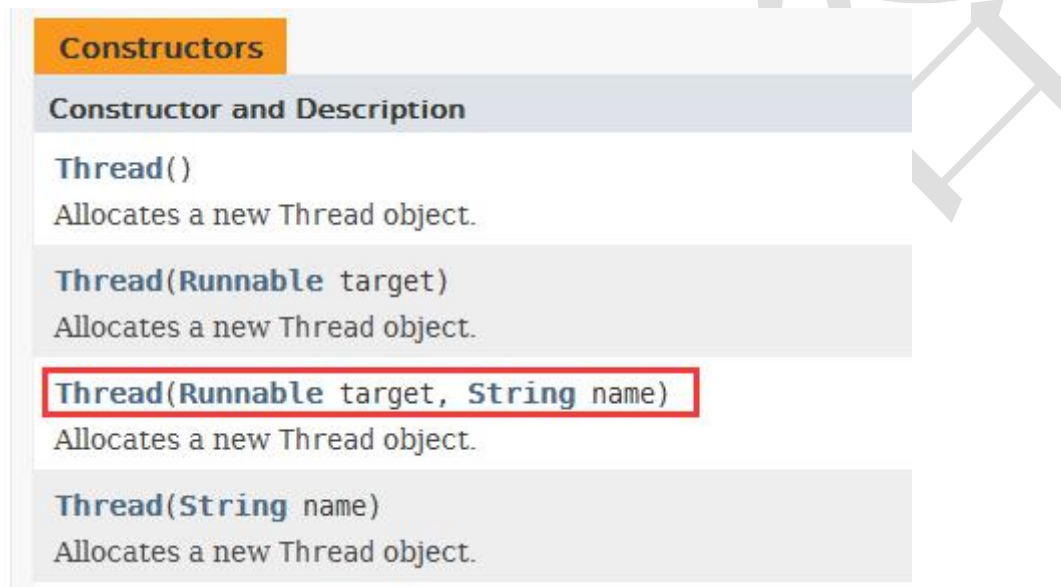 Constructors
Constructor and Description
Thread()
Allocates a new Thread object.
Thread(Runnable target)
Allocates a new Thread object.
Thread(Runnable target, String name)
Allocates a new Thread object.
Thread(String name)
Allocates a new Thread object.